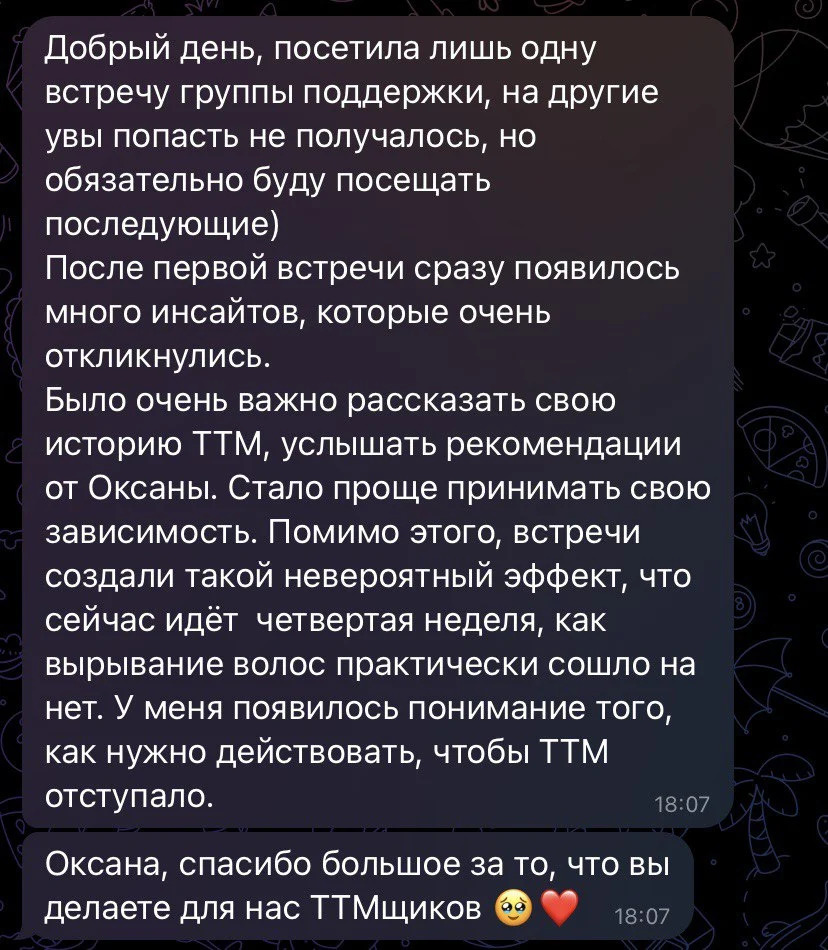 Добрый день, посетила лишь одну
встречу группы поддержки, на другие
увы попасть не получалось, но
обязательно буду посещать
последующие)
После первой встречи сразу появилось
много инсайтов, которые очень
откликнулись.
Было очень важно рассказать свою
историю ТТМ, услышать рекомендации
от Оксаны. Стало проще принимать свою
зависимость. Помимо этого, встречи
создали такой невероятный эффект, что
сейчас идёт  четвертая неделя, как
вырывание волос практически сошло на
нет. У меня появилось понимание того,
как нужно действовать, чтобы ТТМ
отступало.
18:07
Оксана, спасибо большое за то, что вы
делаете для нас ТТМщиков 🥹❤️
18:07